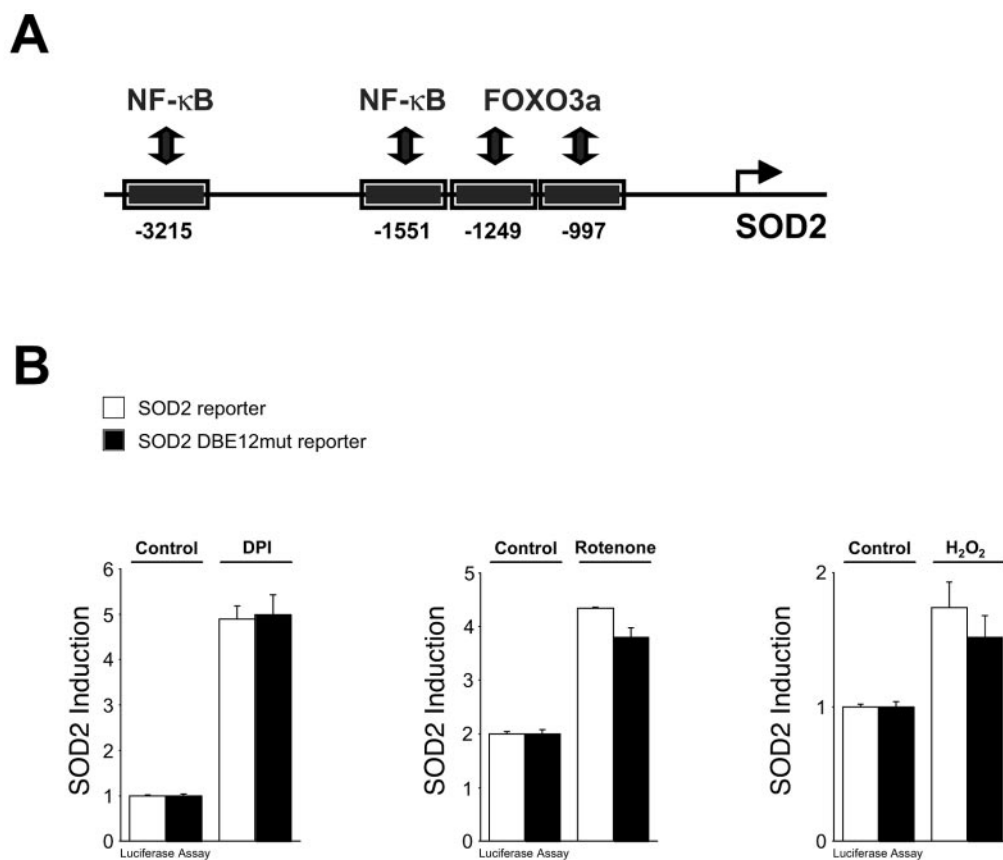 A
NF-κB NF-κB FOXO3a
-3215 -1551 -1249 -997 SOD2
B
SOD2 reporter
SOD2 DBE12mut reporter
Control DPI
6
5
4
3
2
1
0
SOD2 Induction
Luciferase Assay
Control Rotenone
5
4
3
2
1
0
SOD2 Induction
Luciferase Assay
Control H₂O₂
2
1
0
SOD2 Induction
Luciferase Assay